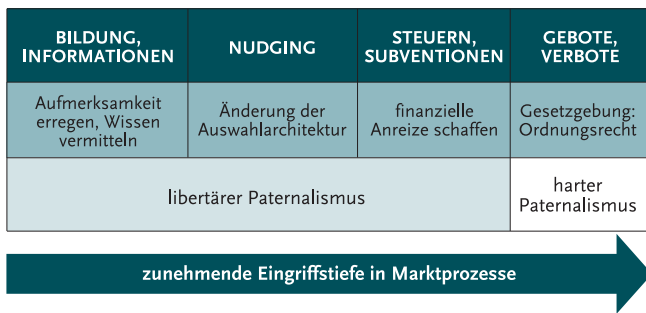 BILDUNG,
INFORMATIONEN
NUDGING
STEUERN,
SUBVENTIONEN
GEBOTE,
VERBOTE
Aufmerksamkeit
erregen, Wissen
vermitteln
Änderung der
Auswahlarchitektur
finanzielle
Anreize schaffen
Gesetzgebung:
Ordnungsrecht
libertärer Paternalismus
harter
Paternalismus
zunehmende Eingriffstiefe in Marktprozesse